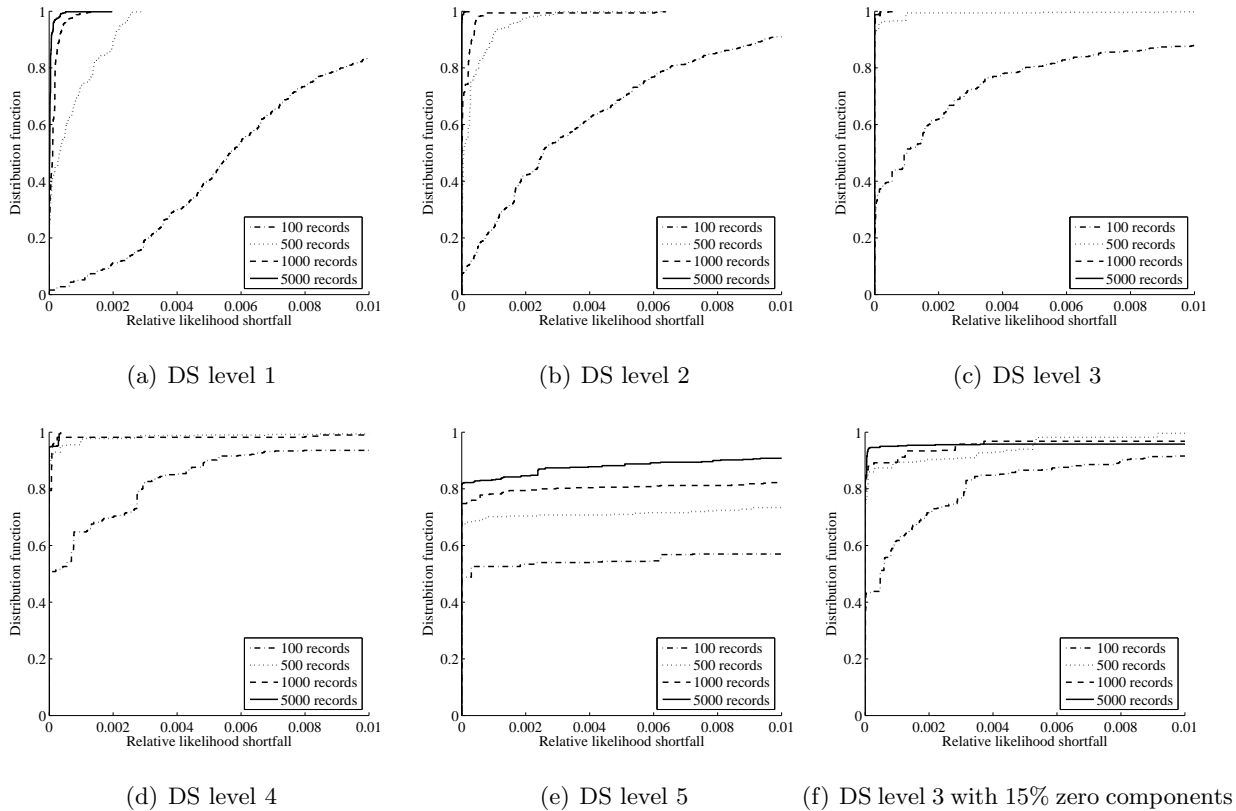 1
0.8
0.6
0.4
0.2
0
Distribution function
100 records
500 records
1000 records
5000 records
0 0.002 0.004 0.006 0.008 0.01
Relative likelihood shortfall
(a) DS level 1
1
0.8
0.6
0.4
0.2
0
Distribution function
100 records
500 records
1000 records
5000 records
0 0.002 0.004 0.006 0.008 0.01
Relative likelihood shortfall
(b) DS level 2
1
0.8
0.6
0.4
0.2
0
Distribution function
100 records
500 records
1000 records
5000 records
0 0.002 0.004 0.006 0.008 0.01
Relative likelihood shortfall
(c) DS level 3
1
0.8
0.6
0.4
0.2
0
Distribution function
100 records
500 records
1000 records
5000 records
0 0.002 0.004 0.006 0.008 0.01
Relative likelihood shortfall
(d) DS level 4
1
0.8
0.6
0.4
0.2
0
Distrubition function
100 records
500 records
1000 records
5000 records
0 0.002 0.004 0.006 0.008 0.01
Relative likelihood shortfall
(e) DS level 5
1
0.8
0.6
0.4
0.2
0
Distribution function
100 records
500 records
1000 records
5000 records
0 0.002 0.004 0.006 0.008 0.01
Relative likelihood shortfall
(f) DS level 3 with 15% zero components